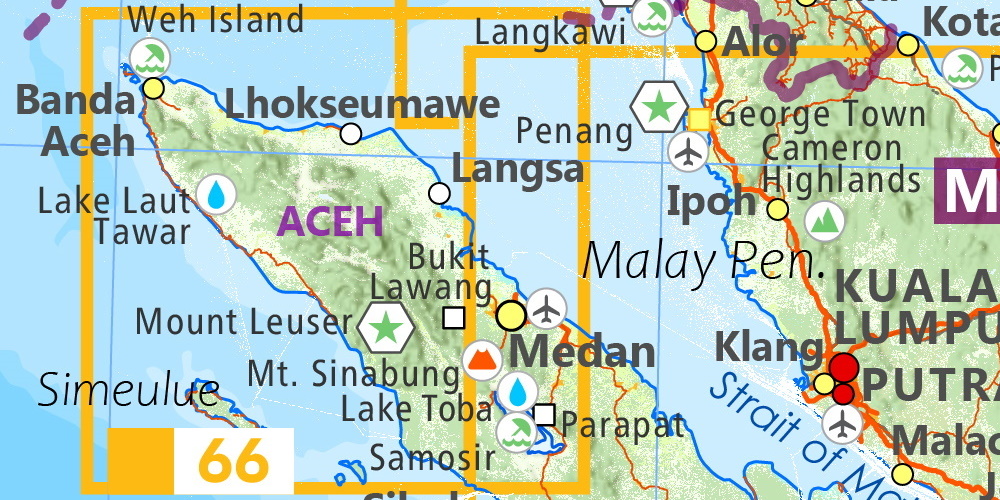 Weh Island
Langkawi
Alor
Banda
Aceh
Lhokseumawe
Penang
George Town
Cameron
Highlands
Langsa
Lake Laut
Tawar
ACEH
Ipoh
M
Bukit
Lawang
Malay Pen.
KUALA
LUMPU
Mount Leuser
Medan
Klang
Mt. Sinabung
PUTRA
Simeulue
Lake Toba
Parapat
Strait of Ma
Samosir
Malac
66